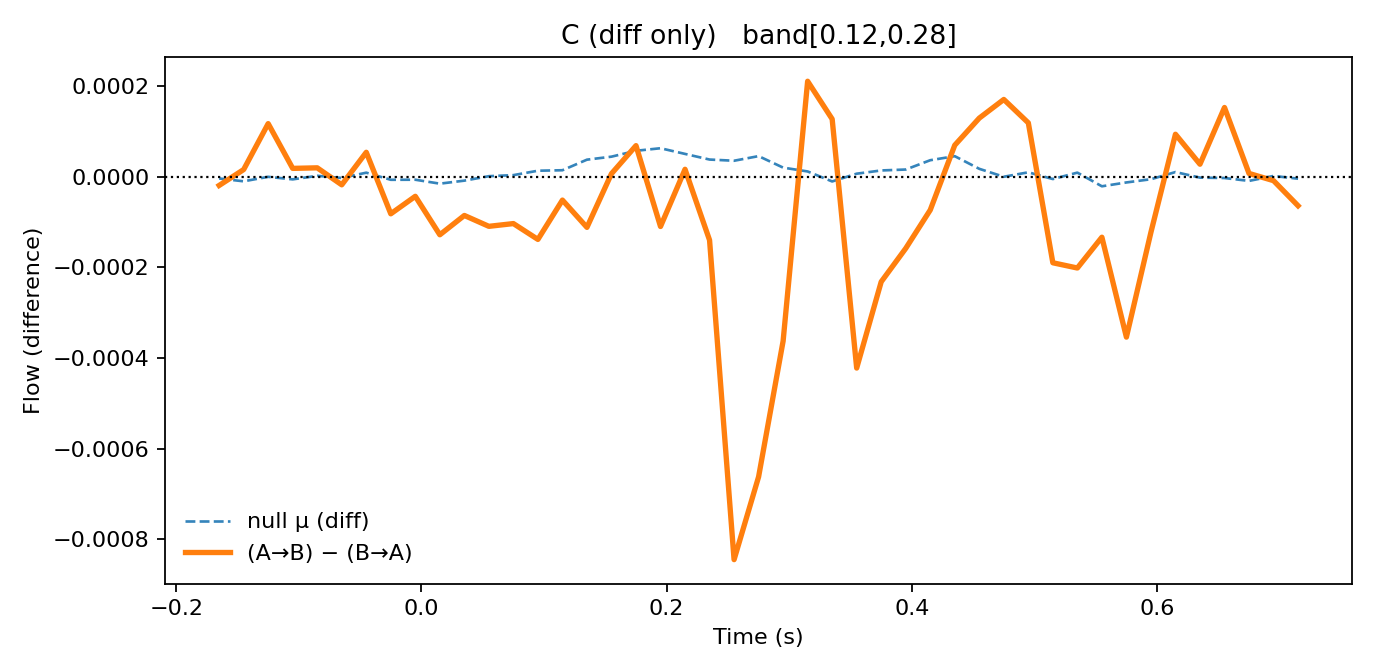 C (diff only)   band[0.12,0.28]
Flow (difference)
0.0002
0.0000
−0.0002
−0.0004
−0.0006
−0.0008
null μ (diff)
(A→B) − (B→A)
−0.2
0.0
0.2
0.4
0.6
Time (s)